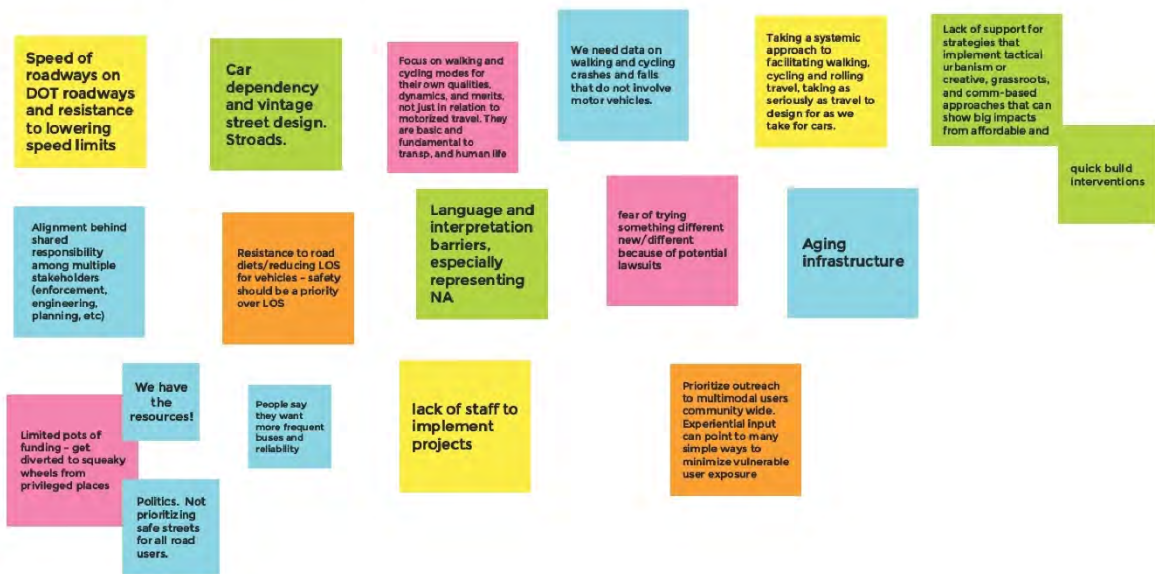 Speed of
roadways on
DOT roadways
and resistance
to lowering
speed limits
Car
dependency
and vintage
street design.
Stroads.
Focus on walking and
cycling modes for
their own qualities,
dynamics, and merits,
not just in relation to
motorized travel. They
are basic and
fundamental to
transp, and human life
We need data on
walking and cycling
crashes and falls
that do not involve
motor vehicles.
Taking a systemic
approach to
facilitating walking,
cycling and rolling
travel, taking as
seriously as travel to
design for as we
take for cars.
Lack of support for
strategies that
implement tactical
urbanism or
creative, grassroots,
and comm-based
approaches that can
show big impacts
from affordable and
quick build
interventions
Alignment behind
shared
responsibility
among multiple
stakeholders
(enforcement,
engineering,
planning, etc)
Resistance to road
diets/reducing LOS
for vehicles - safety
should be a priority
over LOS
Language and
interpretation
barriers,
especially
representing
NA
fear of trying
something different
new/different
because of potential
lawsuits
Aging
infrastructure
We have
the
resources!
Limited pots of
funding - get
diverted to squeaky
wheels from
privileged places
Politics. Not
prioritizing
safe streets
for all road
users.
People say
they want
more frequent
buses and
reliability
lack of staff to
implement
projects
Prioritize outreach
to multimodal users
community wide.
Experiential input
can point to many
simple ways to
minimize vulnerable
user exposure